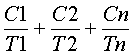 C1/T1 + C2/T2 + Cn/Tn